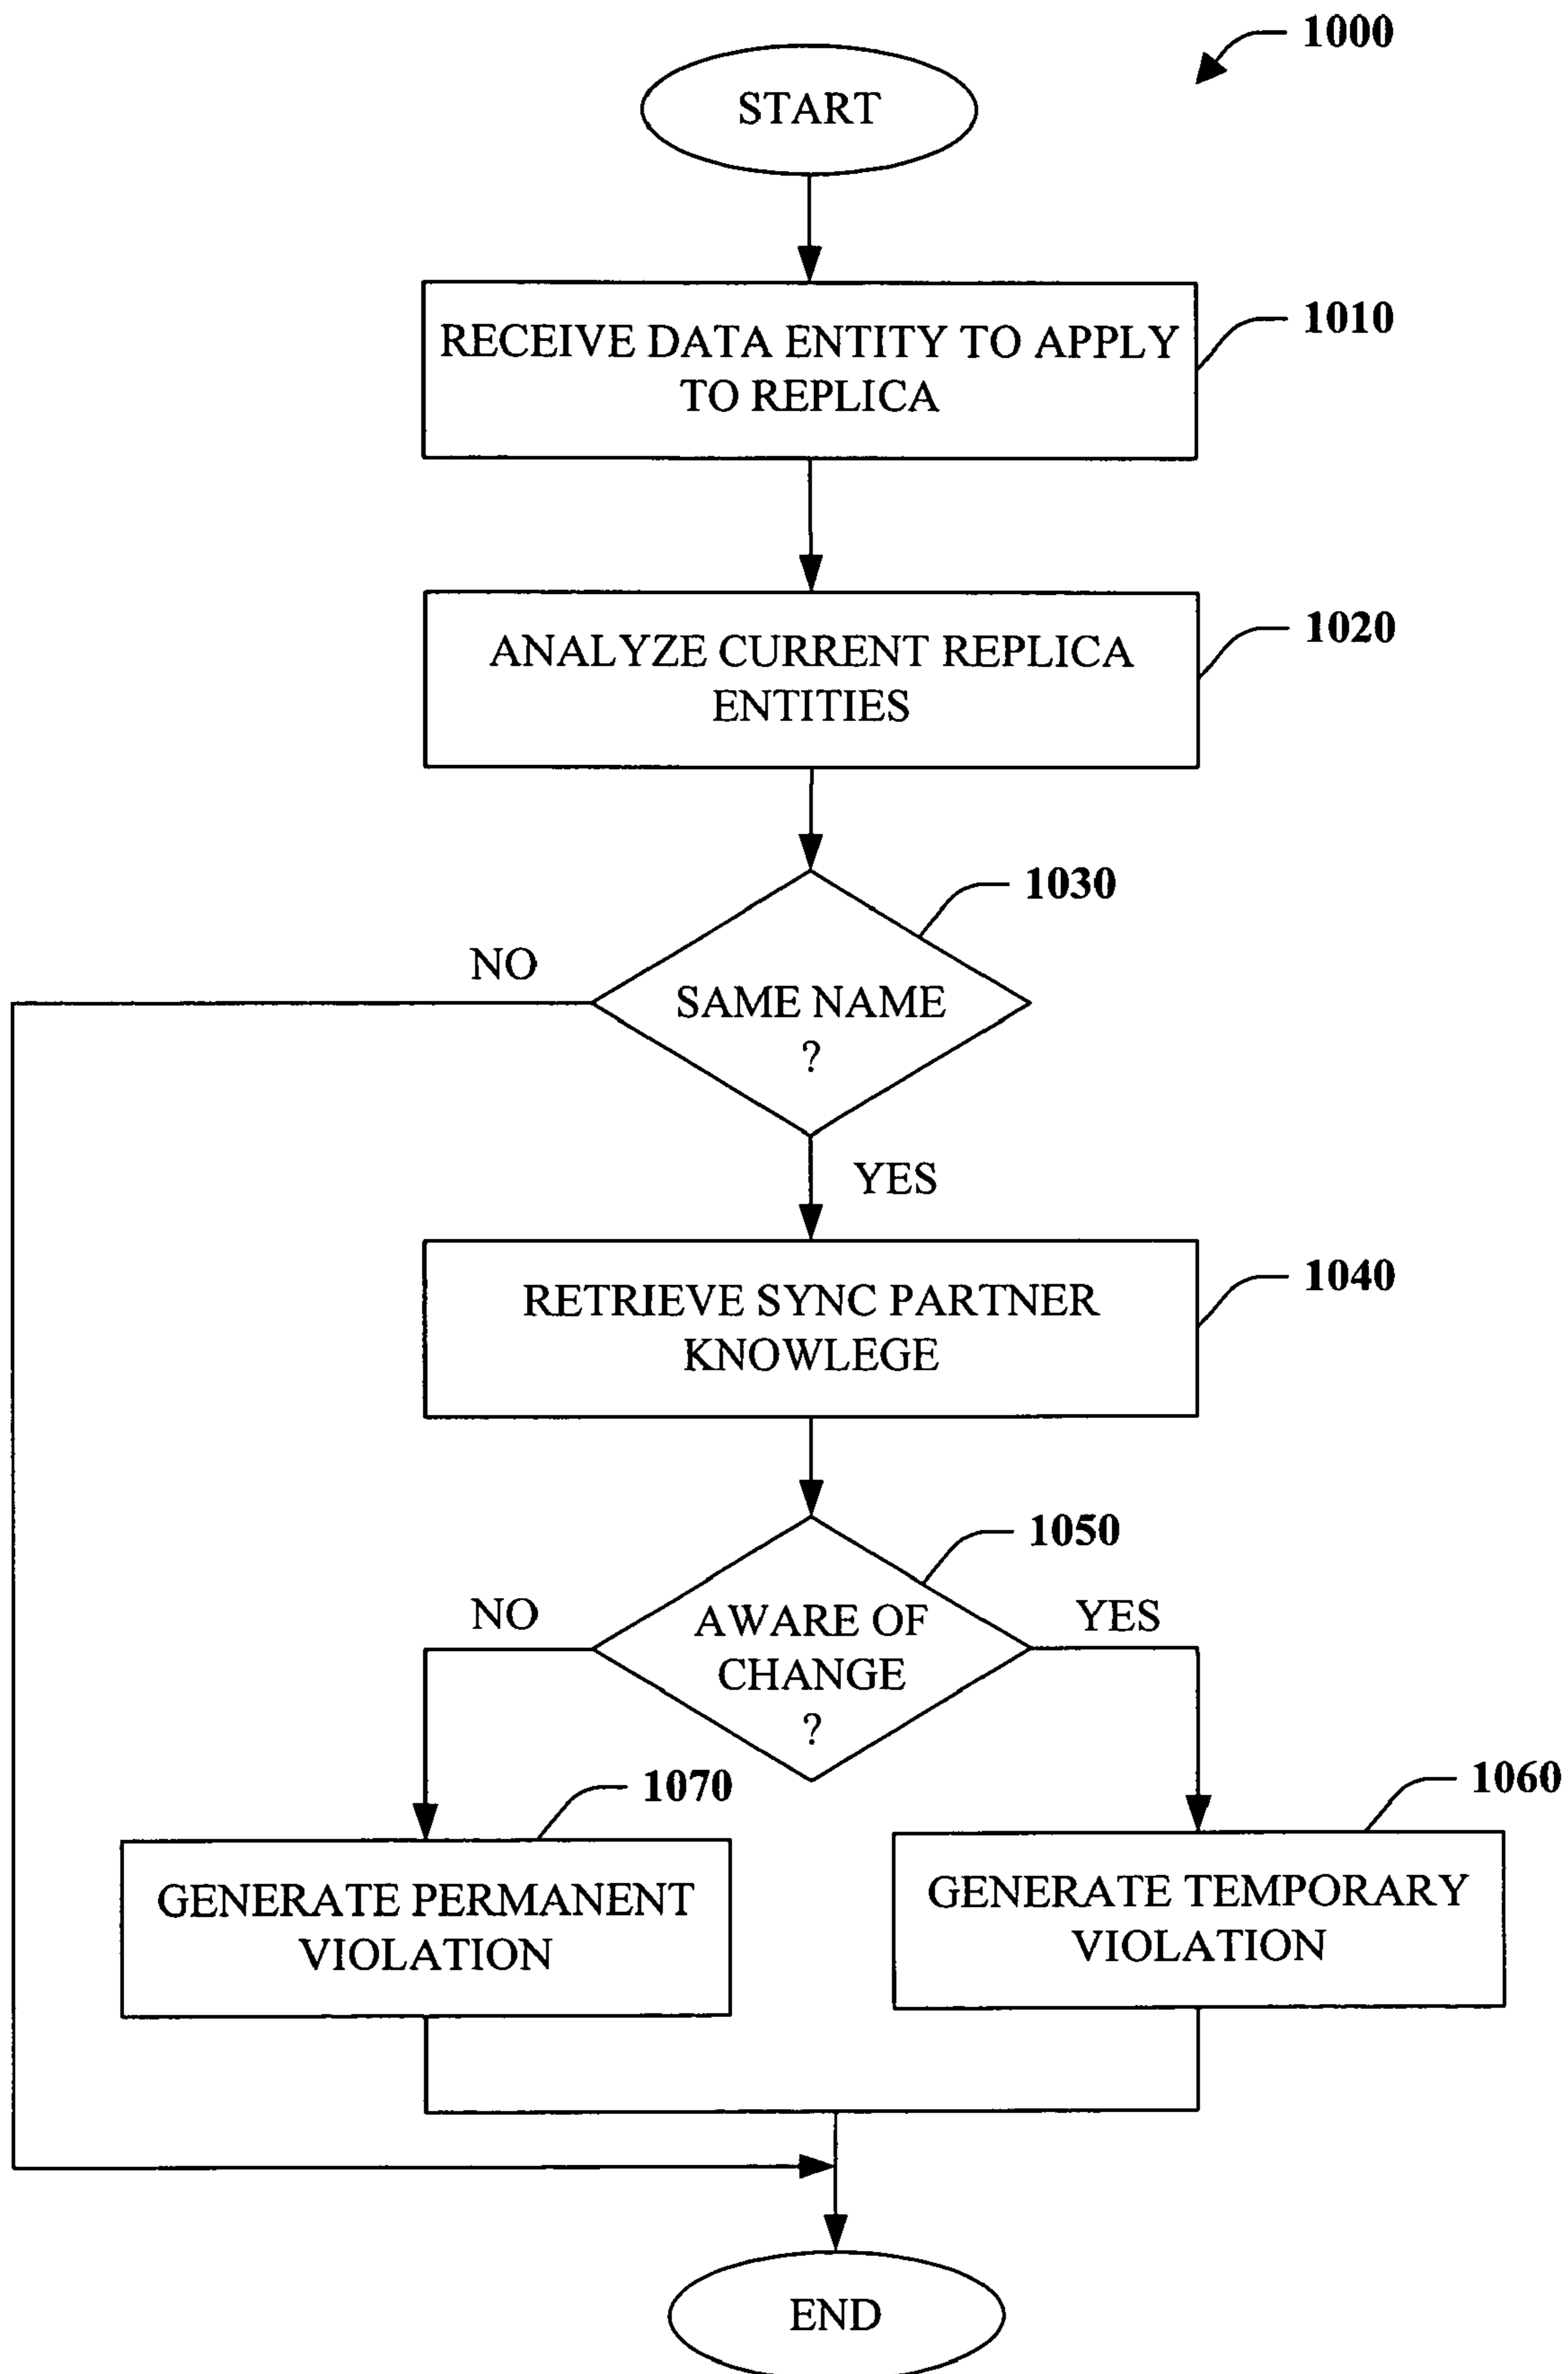 1000
START
RECEIVE DATA ENTITY TO APPLY
TO REPLICA
1010
ANALYZE CURRENT REPLICA
ENTITIES
1020
1030
NO
SAME NAME
?
YES
RETRIEVE SYNC PARTNER
KNOWLEGE
1040
1050
NO
AWARE OF
CHANGE
?
YES
1070
1060
GENERATE PERMANENT
VIOLATION
GENERATE TEMPORARY
VIOLATION
END